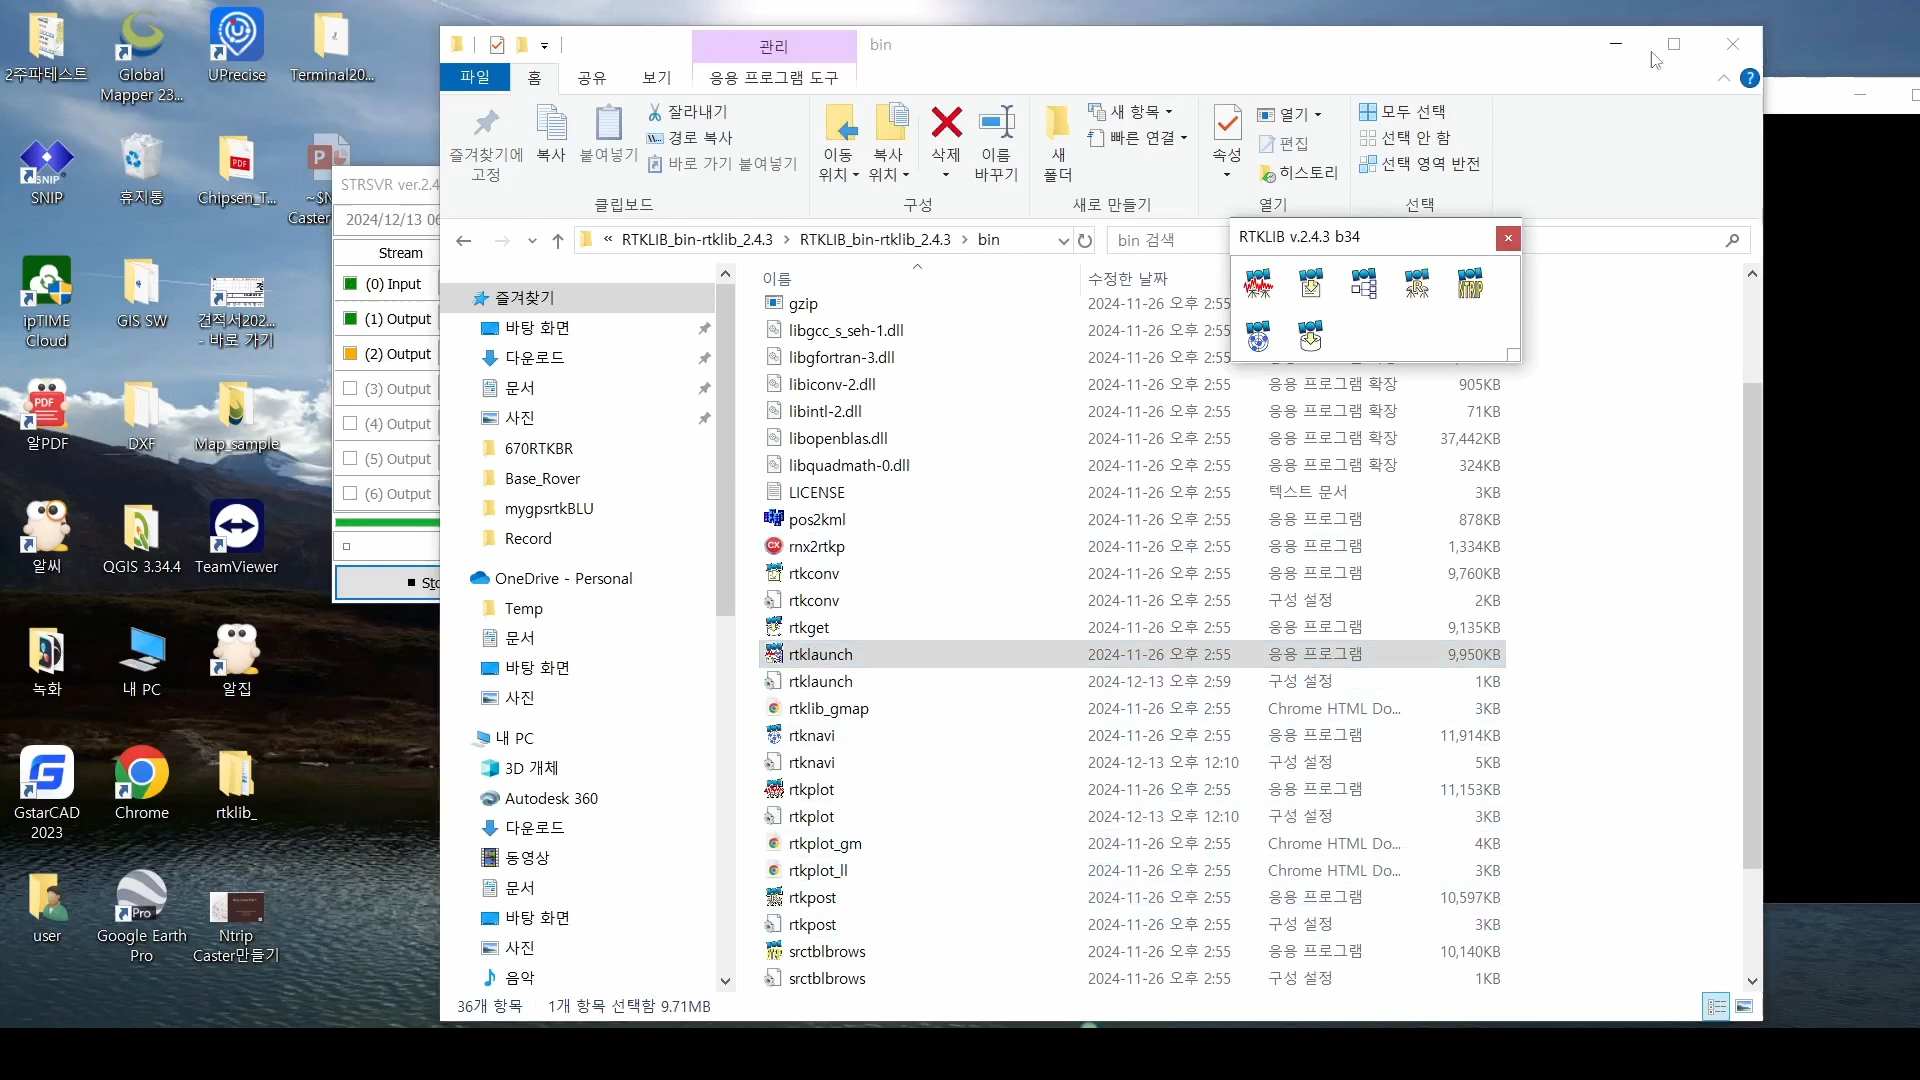 2주파테스트
Global
Mapper 23...
UPrecise
Terminal20...
SNIP
휴지통
Chipsen_T...
~$N
Caster
ipTIME
Cloud
GIS SW
견적서202...
- 바로 가기
알PDF
DXF
Map_sample
알씨
QGIS 3.34.4
TeamViewer
녹화
내 PC
알집
GstarCAD
2023
Chrome
rtklib_
user
Google Earth
Pro
Ntrip
Caster만들기
STRSVR ver.2.4
2024/12/13 06
Stream
(0) Input
(1) Output
(2) Output
(3) Output
(4) Output
(5) Output
(6) Output
관리
bin
파일
홈
공유
보기
응용 프로그램 도구
즐겨찾기에
고정
복사
붙여넣기
잘라내기
경로 복사
바로 가기 붙여넣기
클립보드
이동
위치
복사
위치
삭제
이름
바꾸기
구성
새
폴더
새 항목
빠른 연결
새로 만들기
속성
열기
편집
히스토리
열기
모두 선택
선택 안 함
선택 영역 반전
선택
« RTKLIB_bin-rtklib_2.4.3 > RTKLIB_bin-rtklib_2.4.3 > bin
bin 검색
RTKLIB v.2.4.3 b34
즐겨찾기
바탕 화면
다운로드
문서
사진
670RTKBR
Base_Rover
mygpsrtkBLU
Record
OneDrive - Personal
Temp
문서
바탕 화면
사진
내 PC
3D 개체
Autodesk 360
다운로드
동영상
문서
바탕 화면
사진
음악
이름 수정한 날짜
gzip 2024-11-26 오후 2:55
libgcc_s_seh-1.dll 2024-11-26 오후 2:55
libgfortran-3.dll 2024-11-26 오후 2:55
libiconv-2.dll 2024-11-26 오후 2:55 응용 프로그램 확장 905KB
libintl-2.dll 2024-11-26 오후 2:55 응용 프로그램 확장 71KB
libopenblas.dll 2024-11-26 오후 2:55 응용 프로그램 확장 37,442KB
libquadmath-0.dll 2024-11-26 오후 2:55 응용 프로그램 확장 324KB
LICENSE 2024-11-26 오후 2:55 텍스트 문서 3KB
pos2kml 2024-11-26 오후 2:55 응용 프로그램 878KB
rnx2rtkp 2024-11-26 오후 2:55 응용 프로그램 1,334KB
rtkconv 2024-11-26 오후 2:55 응용 프로그램 9,760KB
rtkconv 2024-11-26 오후 2:55 구성 설정 2KB
rtkget 2024-11-26 오후 2:55 응용 프로그램 9,135KB
rtklaunch 2024-11-26 오후 2:55 응용 프로그램 9,950KB
rtklaunch 2024-12-13 오후 2:59 구성 설정 1KB
rtklib_gmap 2024-11-26 오후 2:55 Chrome HTML Do... 3KB
rtknavi 2024-11-26 오후 2:55 응용 프로그램 11,914KB
rtknavi 2024-12-13 오후 12:10 구성 설정 5KB
rtkplot 2024-11-26 오후 2:55 응용 프로그램 11,153KB
rtkplot 2024-12-13 오후 12:10 구성 설정 3KB
rtkplot_gm 2024-11-26 오후 2:55 Chrome HTML Do... 4KB
rtkplot_ll 2024-11-26 오후 2:55 Chrome HTML Do... 3KB
rtkpost 2024-11-26 오후 2:55 응용 프로그램 10,597KB
rtkpost 2024-11-26 오후 2:55 구성 설정 3KB
srctblbrows 2024-11-26 오후 2:55 응용 프로그램 10,140KB
srctblbrows 2024-11-26 오후 2:55 구성 설정 1KB
36개 항목 1개 항목 선택함 9.71MB